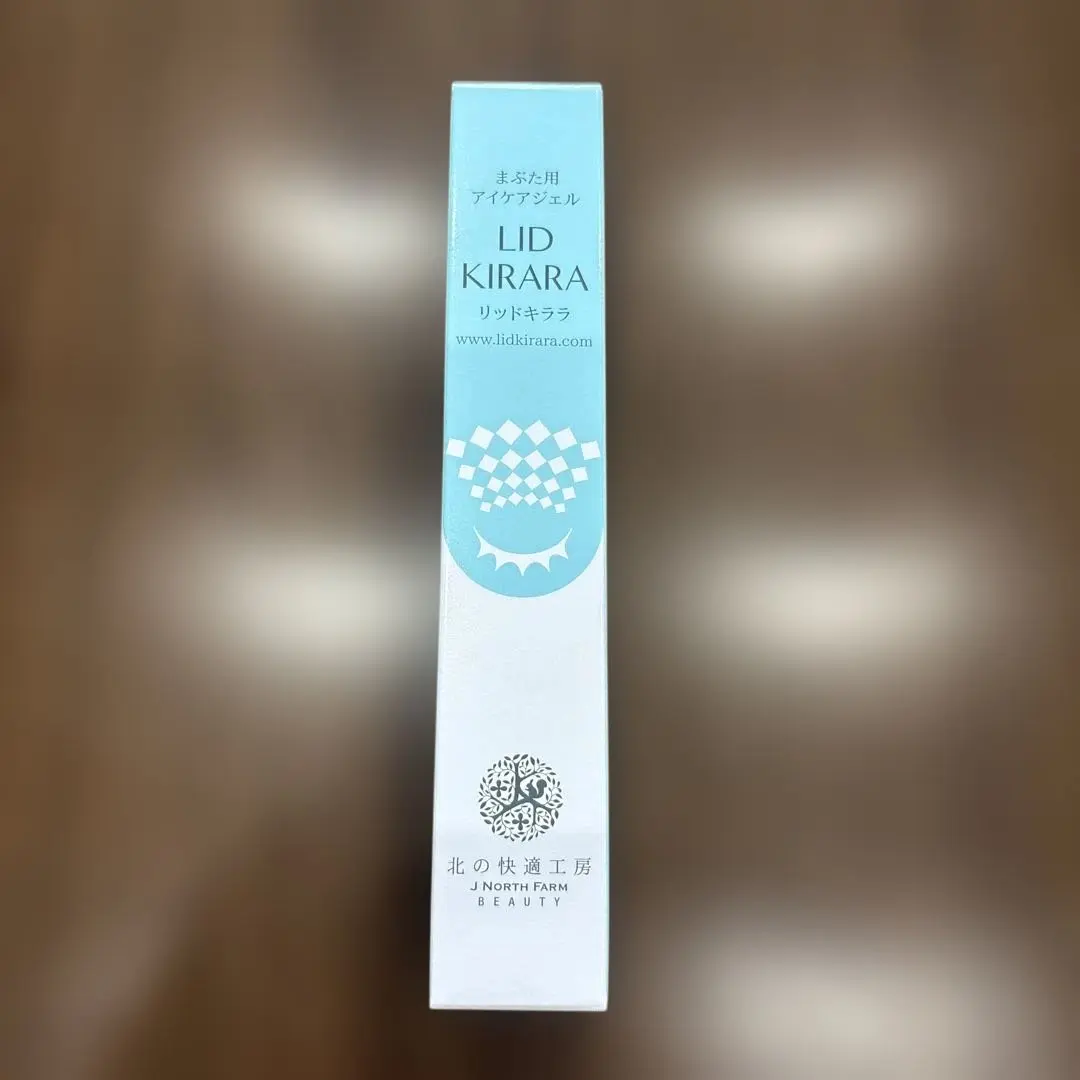 まぶた用
アイケアジェル
LID
KIRARA
リッドキララ
www.lidkirara.com
北の快適工房
J NORTH FARM
BEAUTY